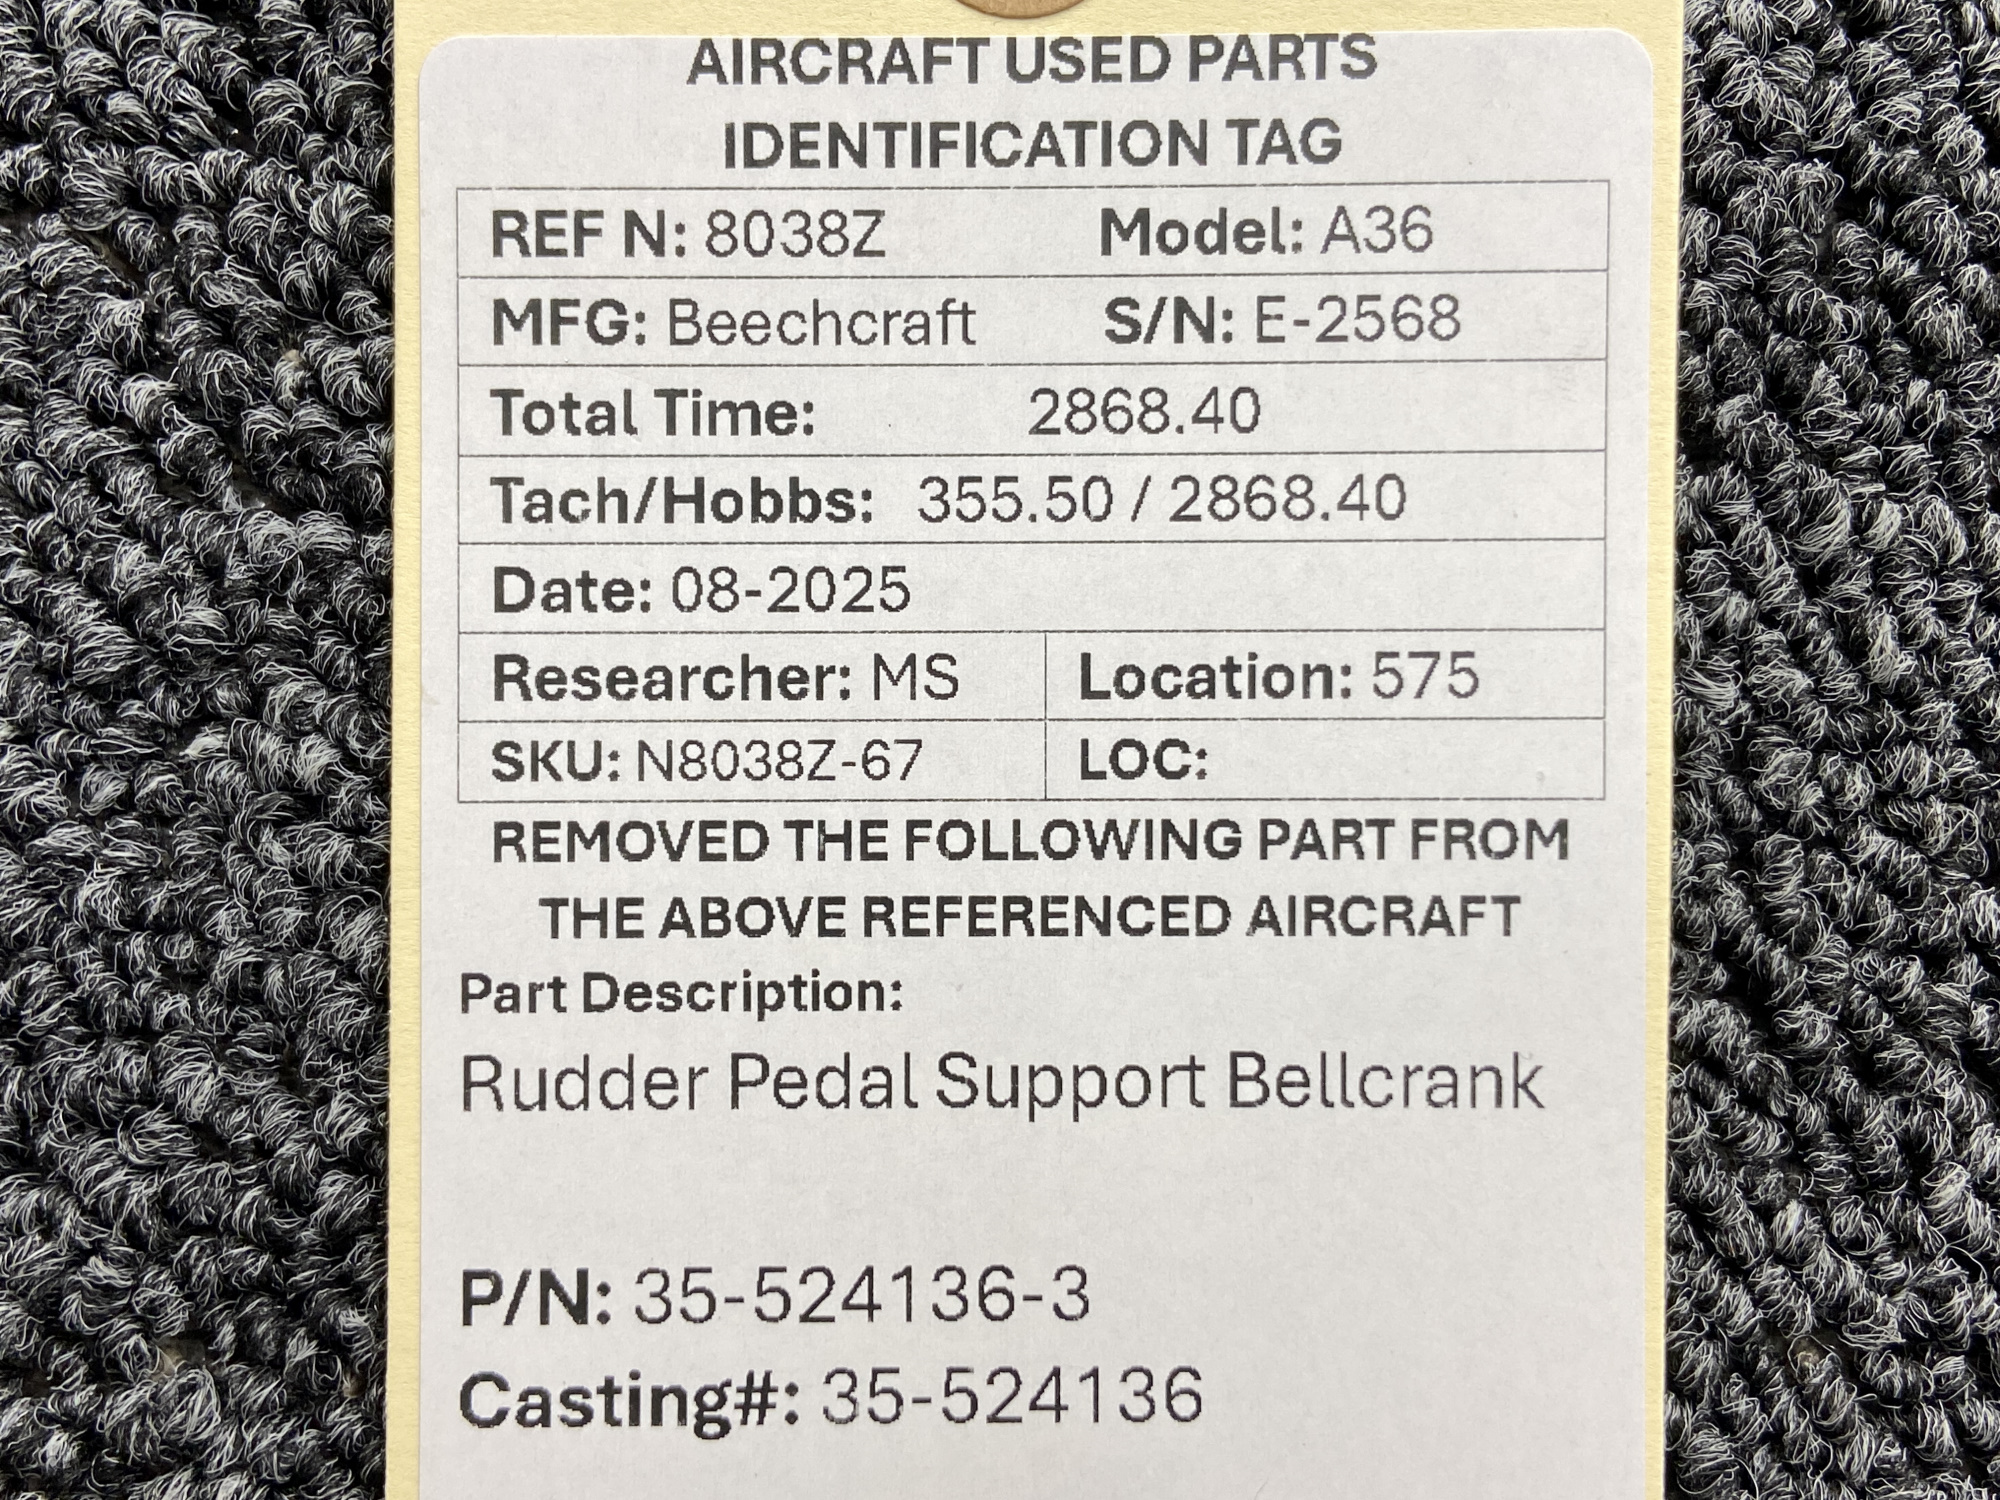 AIRCRAFT USED PARTS
IDENTIFICATION TAG
REF N: 8038Z Model: A36
MFG: Beechcraft S/N: E-2568
Total Time: 2868.40
Tach/Hobbs: 355.50 / 2868.40
Date: 08-2025
Researcher: MS Location: 575
SKU: N8038Z-67 LOC:
REMOVED THE FOLLOWING PART FROM
THE ABOVE REFERENCED AIRCRAFT
Part Description:
Rudder Pedal Support Bellcrank
P/N: 35-524136-3
Casting#: 35-524136